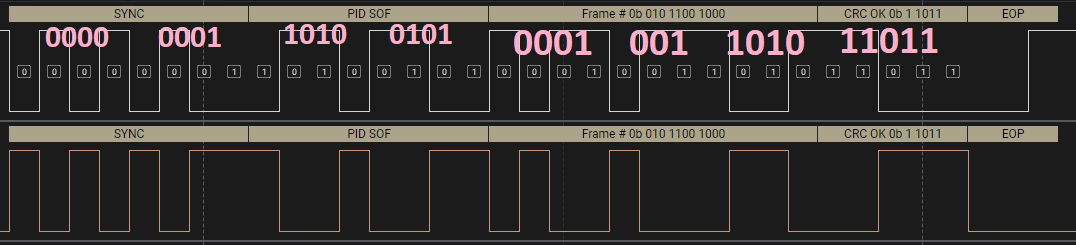 SYNC PID SOF Frame # 0b 010 1100 1000 CRC OK 0b 1 1011 EOP
0000 0001 1010 0101 0001 001 1010 11011
0 0 0 0 0 0 0 1 1 0 1 0 0 1 0 1 0 0 0 1 0 0 1 1 0 1 0 1 1 0 1 1
SYNC PID SOF Frame # 0b 010 1100 1000 CRC OK 0b 1 1011 EOP